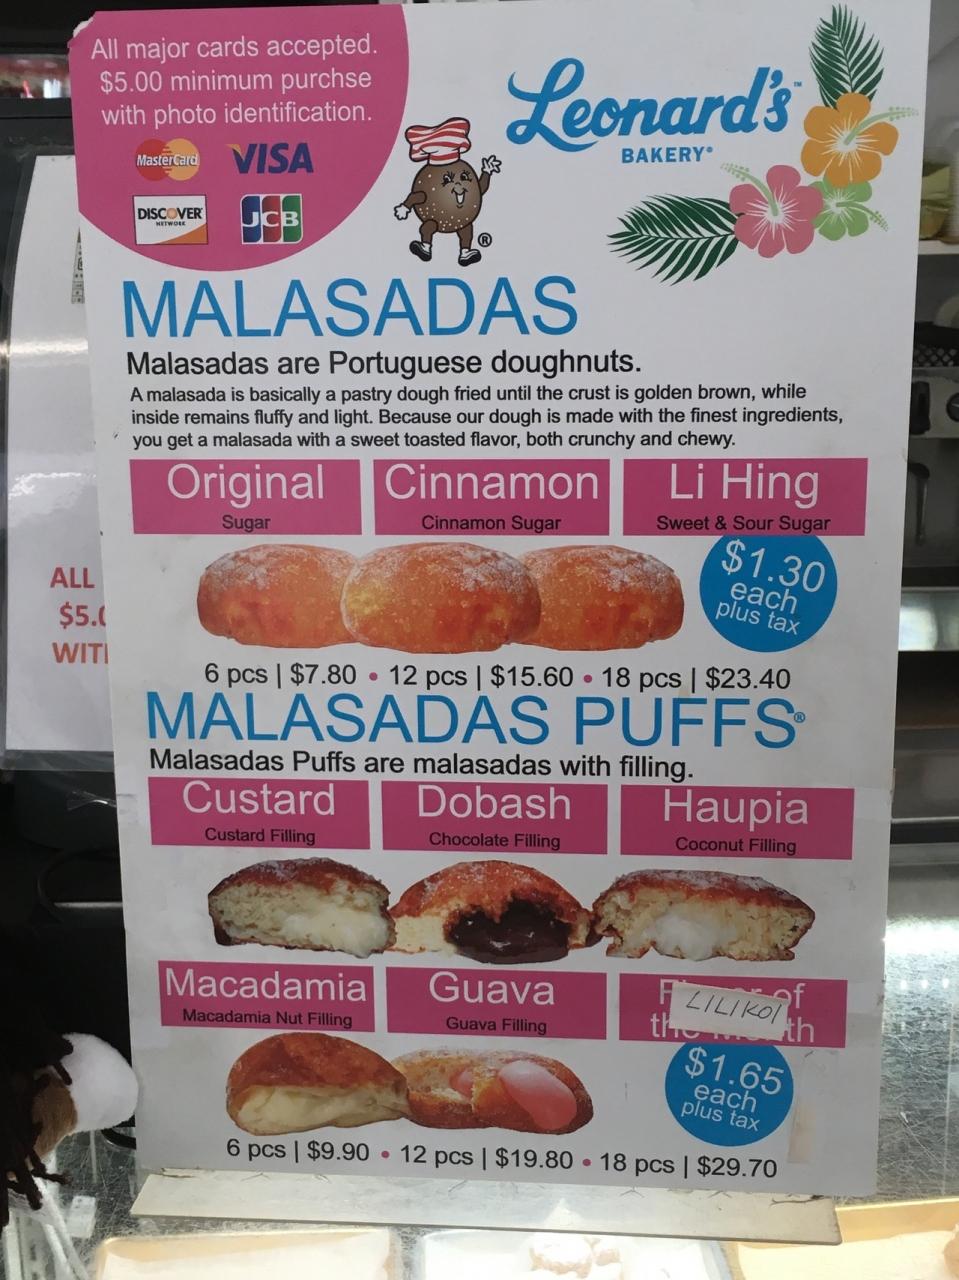 All major cards accepted.
$5.00 minimum purchse
with photo identification.
MasterCard VISA
DISCOVER
NETWORK
JCB
Leonard's™
BAKERY®
®
MALASADAS
Malasadas are Portuguese doughnuts.
A malasada is basically a pastry dough fried until the crust is golden brown, while
inside remains fluffy and light. Because our dough is made with the finest ingredients,
you get a malasada with a sweet toasted flavor, both crunchy and chewy.
Original Cinnamon Li Hing
Sugar Cinnamon Sugar Sweet & Sour Sugar
$1.30
each
plus tax
ALL
WITH
6 pcs | $7.80 • 12 pcs | $15.60 • 18 pcs | $23.40
MALASADAS PUFFS®
Malasadas Puffs are malasadas with filling.
Custard Dobash Haupia
Custard Filling Chocolate Filling Coconut Filling
Macadamia Guava
Macadamia Nut Filling Guava Filling
Flavor of
the Month
LILIKOI
$1.65
each
plus tax
6 pcs | $9.90 • 12 pcs | $19.80 • 18 pcs | $29.70